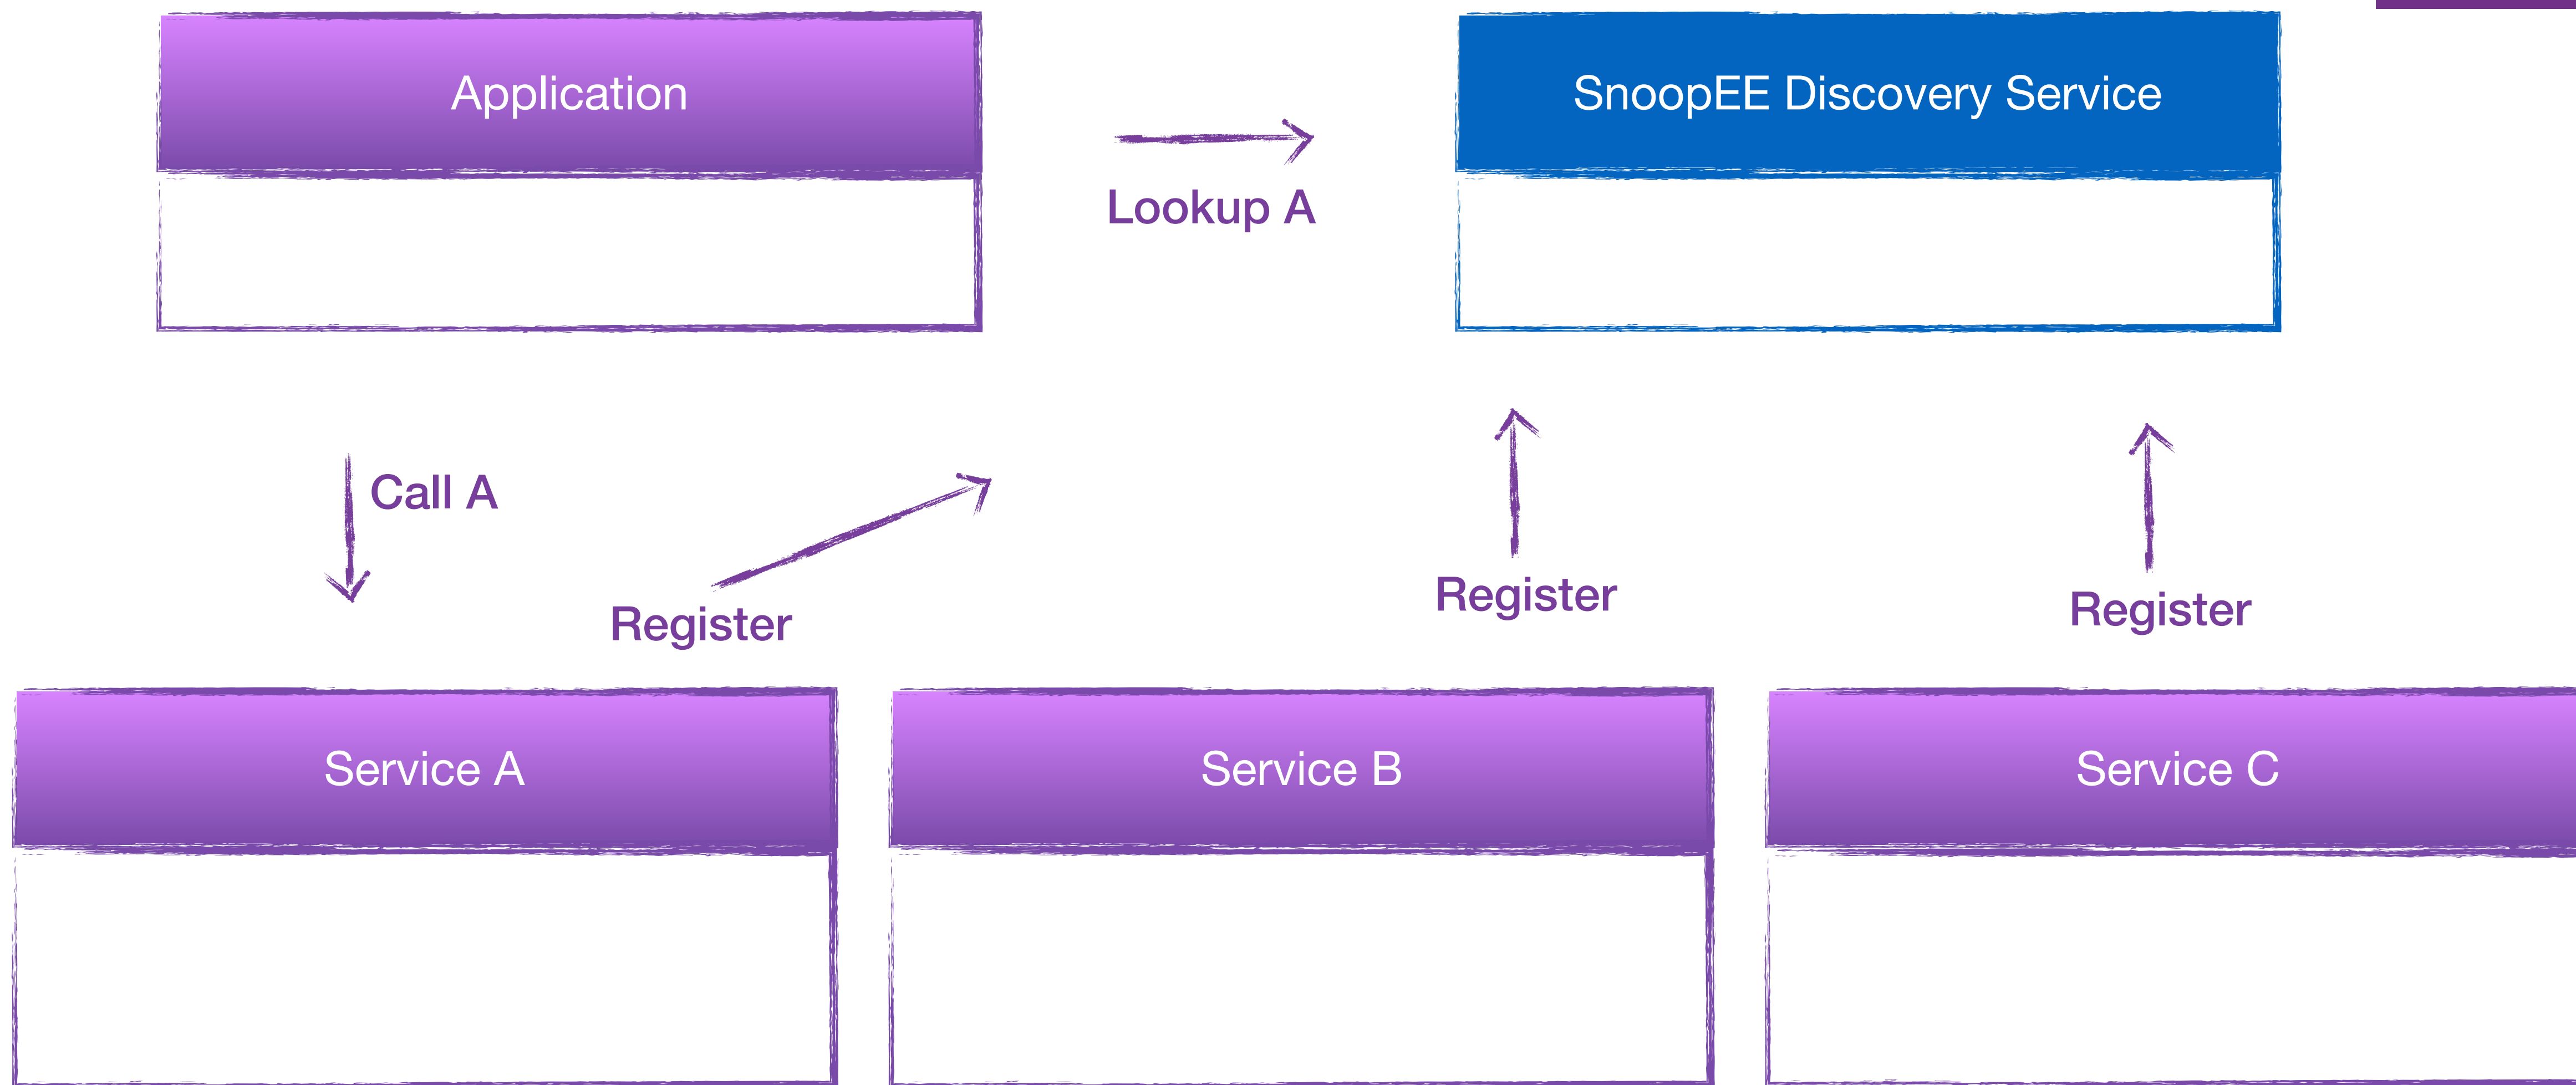 Application
SnoopEE Discovery Service
Lookup A
Call A
Register
Register
Register
Service A
Service B
Service C